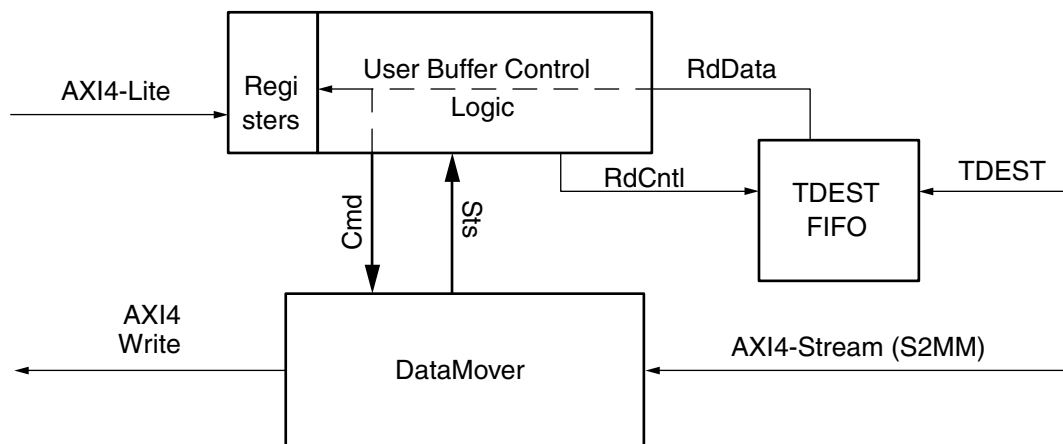 AXI4-Lite
Regi
sters
User Buffer Control
Logic
RdData
RdCntl
TDEST
FIFO
TDEST
Cmd
Sts
AXI4
Write
DataMover
AXI4-Stream (S2MM)